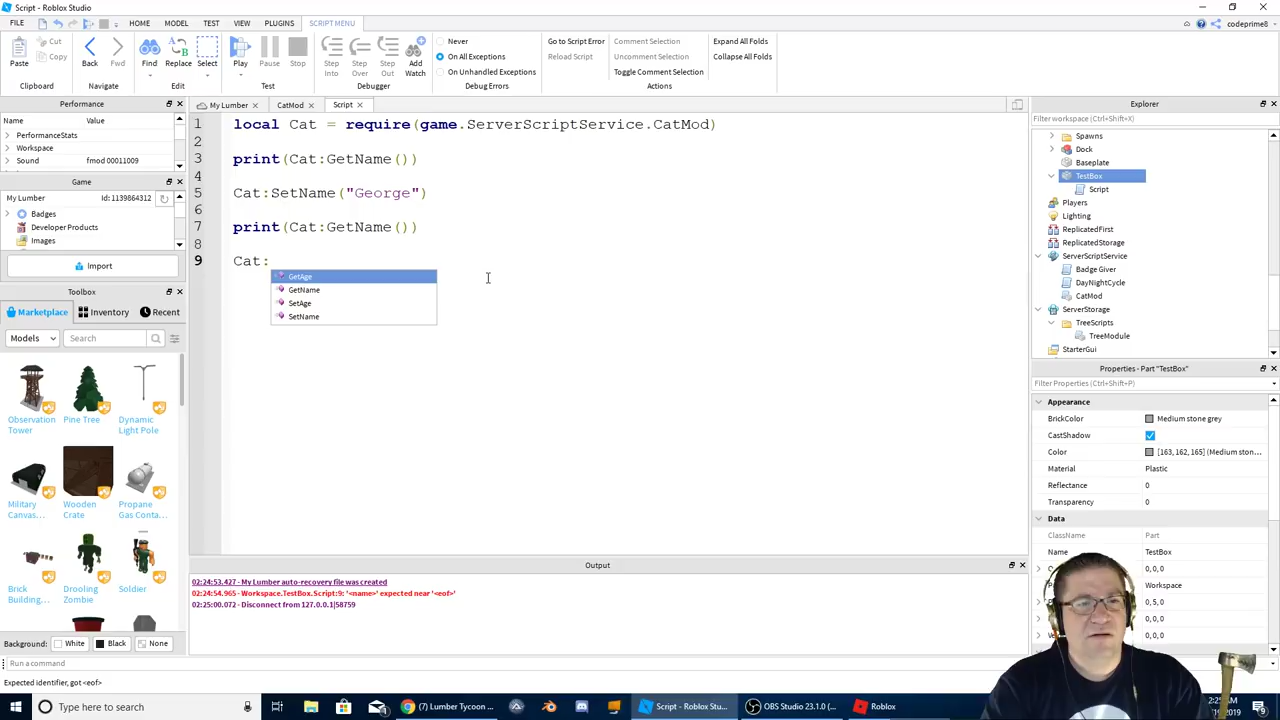 Script - Roblox Studio
FILE HOME MODEL TEST VIEW PLUGINS SCRIPT MENU codeprime8
Paste Cut Copy Back Fwd Find Replace Select Play Pause Stop Step Into Step Over Step Out Add Watch
Never
On All Exceptions
On Unhandled Exceptions
Go to Script Error
Reload Script
Comment Selection
Uncomment Selection
Toggle Comment Selection
Expand All Folds
Collapse All Folds
Clipboard Navigate Edit Test Debugger Debug Errors Actions
Performance
Name Value
PerformanceStats
Workspace
Sound fmod 00011009
Game
My Lumber Id: 1139864312
Badges
Developer Products
Images
Import
Toolbox
Marketplace Inventory Recent
Models Search
Observation Tower
Pine Tree
Dynamic Light Pole
Military Canvas...
Wooden Crate
Propane Gas Conta...
Brick Building...
Drooling Zombie
Soldier
Background: White Black None
My Lumber CatMod Script
1 local Cat = require(game.ServerScriptService.CatMod)
2
3 print(Cat:GetName())
4
5 Cat:SetName("George")
6
7 print(Cat:GetName())
8
9 Cat:
GetAge
GetName
SetAge
SetName
Output
02:24:53.427 - My Lumber auto-recovery file was created
02:24:54.965 - Workspace.TestBox.Script:9: '<name>' expected near '<eof>'
02:25:00.072 - Disconnect from 127.0.0.1|58759
Explorer
Filter workspace (Ctrl+Shift+X)
Spawns
Dock
Baseplate
TestBox
Script
Players
Lighting
ReplicatedFirst
ReplicatedStorage
ServerScriptService
Badge Giver
DayNightCycle
CatMod
ServerStorage
TreeScripts
TreeModule
StarterGui
Properties - Part "TestBox"
Filter Properties (Ctrl+Shift+P)
Appearance
BrickColor Medium stone grey
CastShadow
Color [163, 162, 165] (Medium ston...
Material Plastic
Reflectance 0
Transparency 0
Data
ClassName Part
Name TestBox
0, 0, 0
Workspace
0, 5, 0
0, 0, 0
0, 0, 0
Run a command
Expected identifier, got <eof>
Type here to search
(7) Lumber Tycoon ...
Script - Roblox Stu...
OBS Studio 23.1.0 (...
Roblox